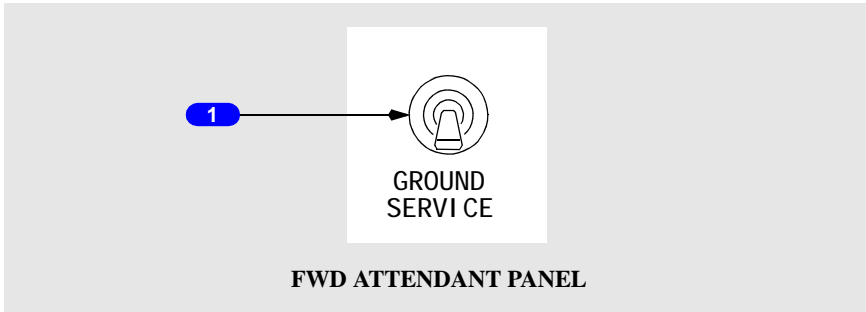 1
GROUND
SERVICE
FWD ATTENDANT PANEL